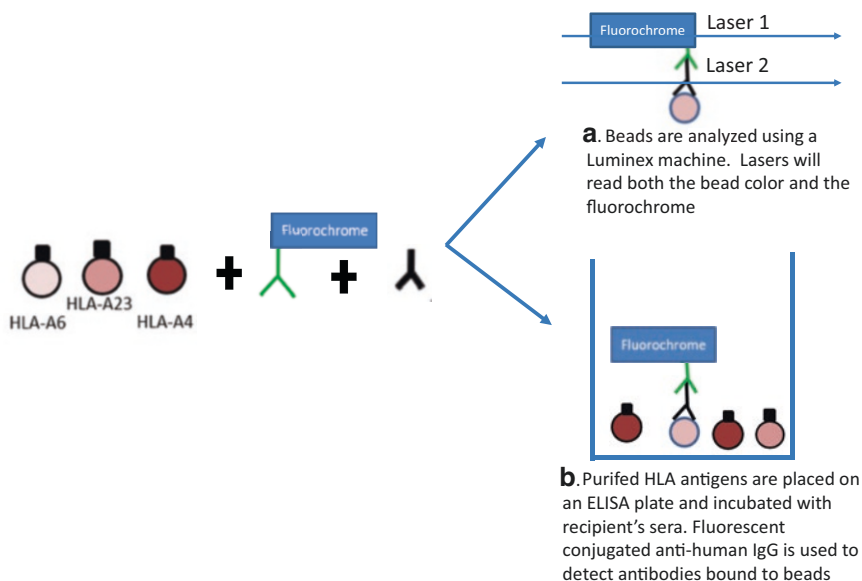 Fluorochrome
Laser 1
Laser 2
a. Beads are analyzed using a
Luminex machine. Lasers will
read both the bead color and the
fluorochrome
Fluorochrome
+
+
HLA-A6
HLA-A23
HLA-A4
Fluorochrome
b. Purifed HLA antigens are placed on
an ELISA plate and incubated with
recipient's sera. Fluorescent
conjugated anti-human IgG is used to
detect antibodies bound to beads